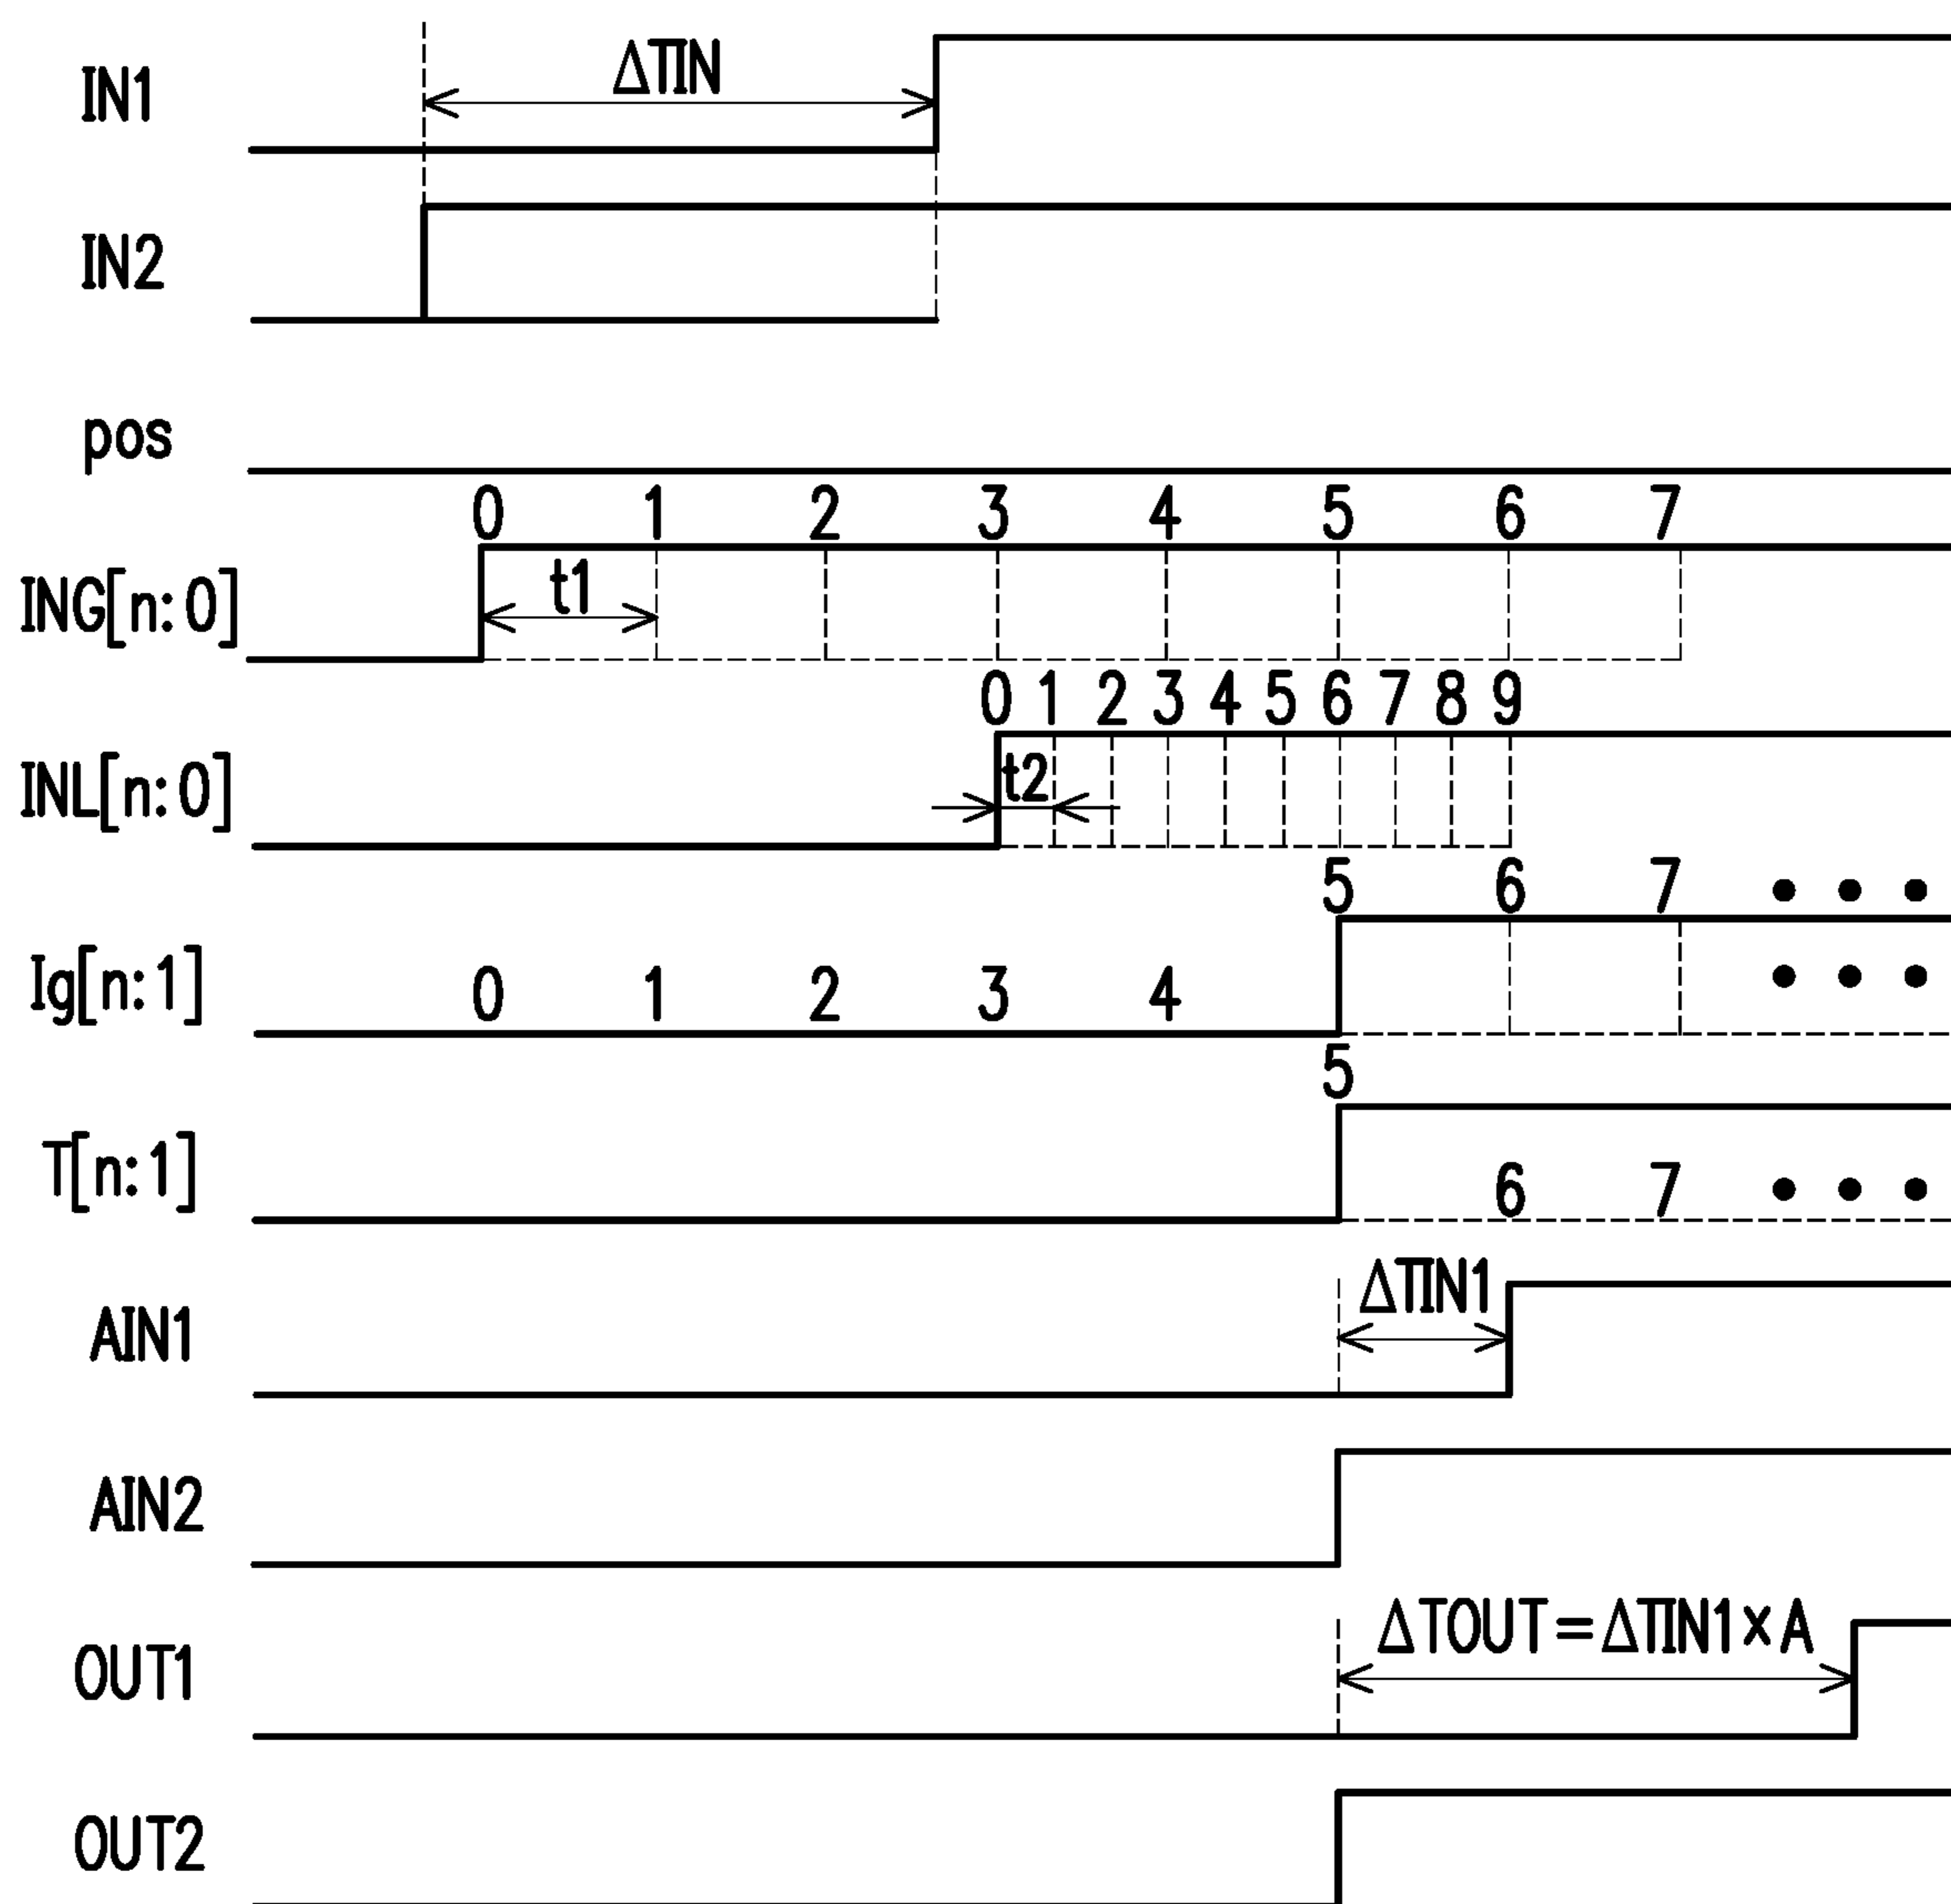 IN1 ΔTIN
IN2
pos
0 1 2 3 4 5 6 7
ING[n:0] t1
0 1 2 3 4 5 6 7 8 9
INL[n:0] t2
5 6 7 • • •
Ig[n:1] 0 1 2 3 4 • • •
5
T[n:1] 6 7 • • •
ΔTIN1
AIN1
AIN2
ΔTOUT=ΔTIN1×A
OUT1
OUT2